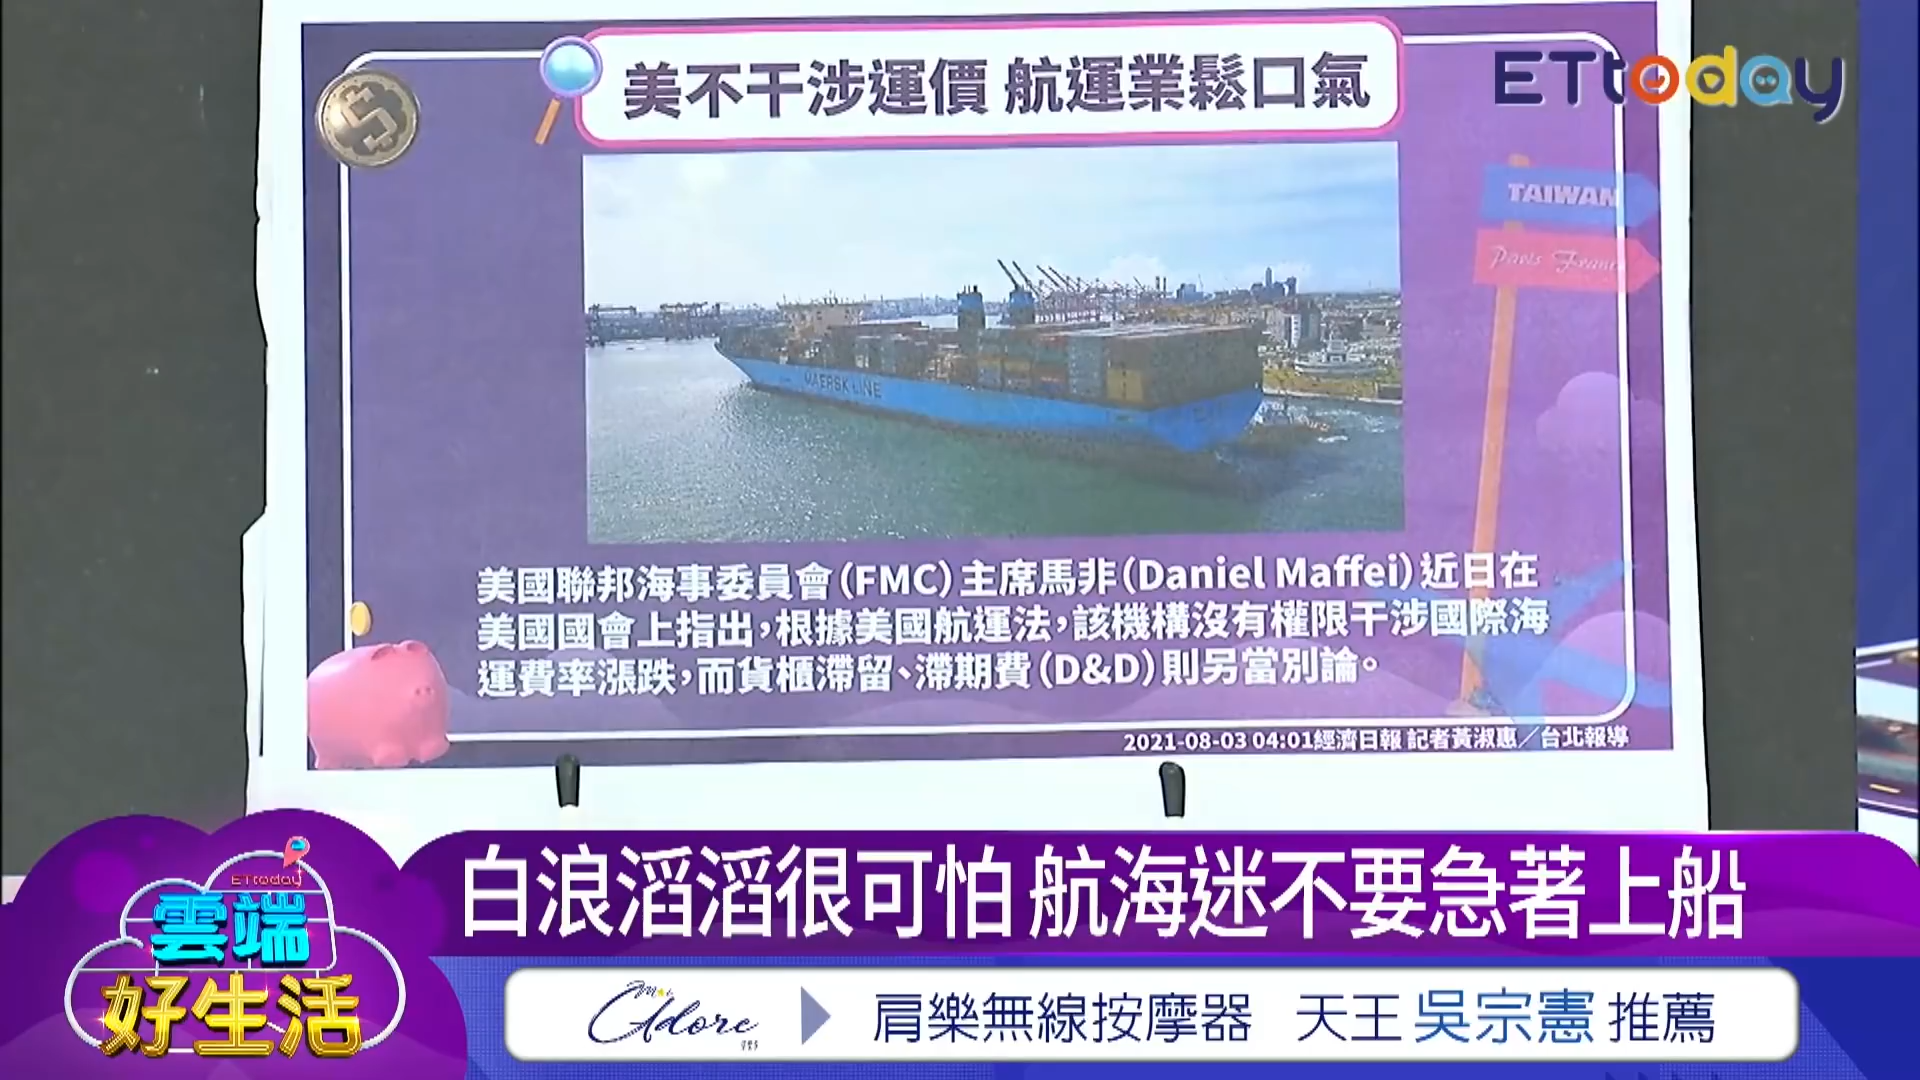 美不干涉運價 航運業鬆口氣
ETtoday
TAIWAN
Paris France
MAERSK LINE
美國聯邦海事委員會(FMC)主席馬非(Daniel Maffei)近日在
美國國會上指出,根據美國航運法,該機構沒有權限干涉國際海
運費率漲跌,而貨櫃滯留、滯期費(D&D)則另當別論。
2021-08-03 04:01經濟日報 記者黃淑惠／台北報導
ETtoday
雲端
好生活
白浪滔滔很可怕 航海迷不要急著上船
Adore
肩樂無線按摩器 天王 吳宗憲 推薦